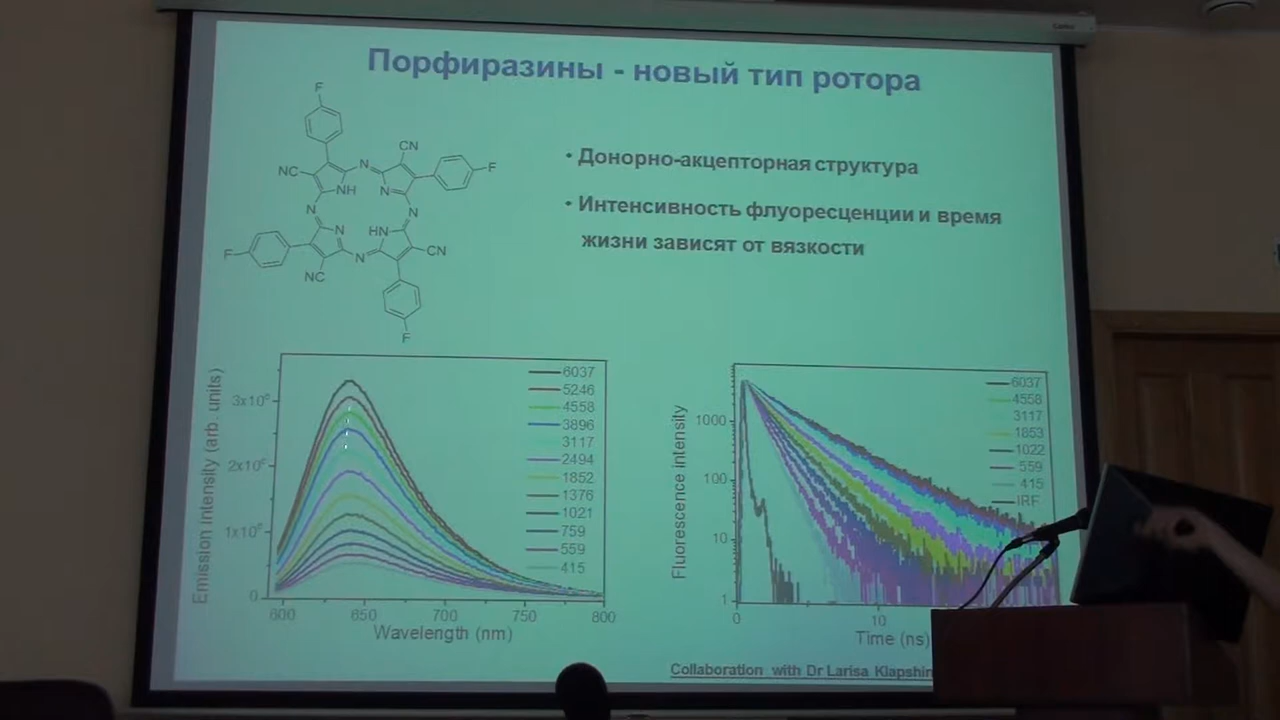 Порфиразины - новый тип ротора
F
CN
NC
N
F
NH
N
N
N
N
HN
F
N
CN
NC
F
• Донорно-акцепторная структура
• Интенсивность флуоресценции и время
жизни зависят от вязкости
Emission intensity (arb. units)
3x10⁶
2x10⁶
1x10⁶
0
600
650
700
750
800
Wavelength (nm)
6037
5246
4558
3896
3117
2494
1852
1376
1021
759
559
415
Fluorescence intensity
1000
100
10
1
0
10
Time (ns)
6037
4558
3117
1853
1022
559
415
IRF
Collaboration with Dr Larisa